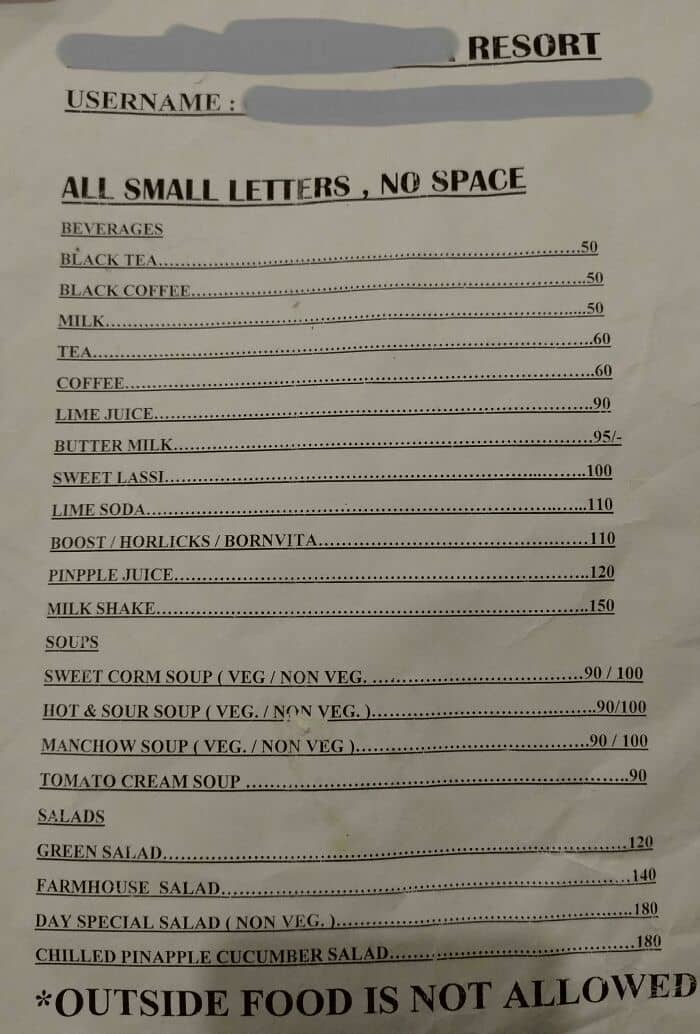 RESORT
USERNAME :
ALL SMALL LETTERS , NO SPACE
BEVERAGES
BLACK TEA..........50
BLACK COFFEE..........50
MILK..........50
TEA..........60
COFFEE..........60
LIME JUICE..........90
BUTTER MILK..........95/-
SWEET LASSI..........100
LIME SODA..........110
BOOST / HORLICKS / BORNVITA..........110
PINPPLE JUICE..........120
MILK SHAKE..........150
SOUPS
SWEET CORM SOUP ( VEG / NON VEG. ..........90 / 100
HOT & SOUR SOUP ( VEG. / NON VEG. )..........90/100
MANCHOW SOUP ( VEG. / NON VEG )..........90 / 100
TOMATO CREAM SOUP ..........90
SALADS
GREEN SALAD..........120
FARMHOUSE SALAD..........140
DAY SPECIAL SALAD ( NON VEG. )..........180
CHILLED PINAPPLE CUCUMBER SALAD..........180
*OUTSIDE FOOD IS NOT ALLOWED